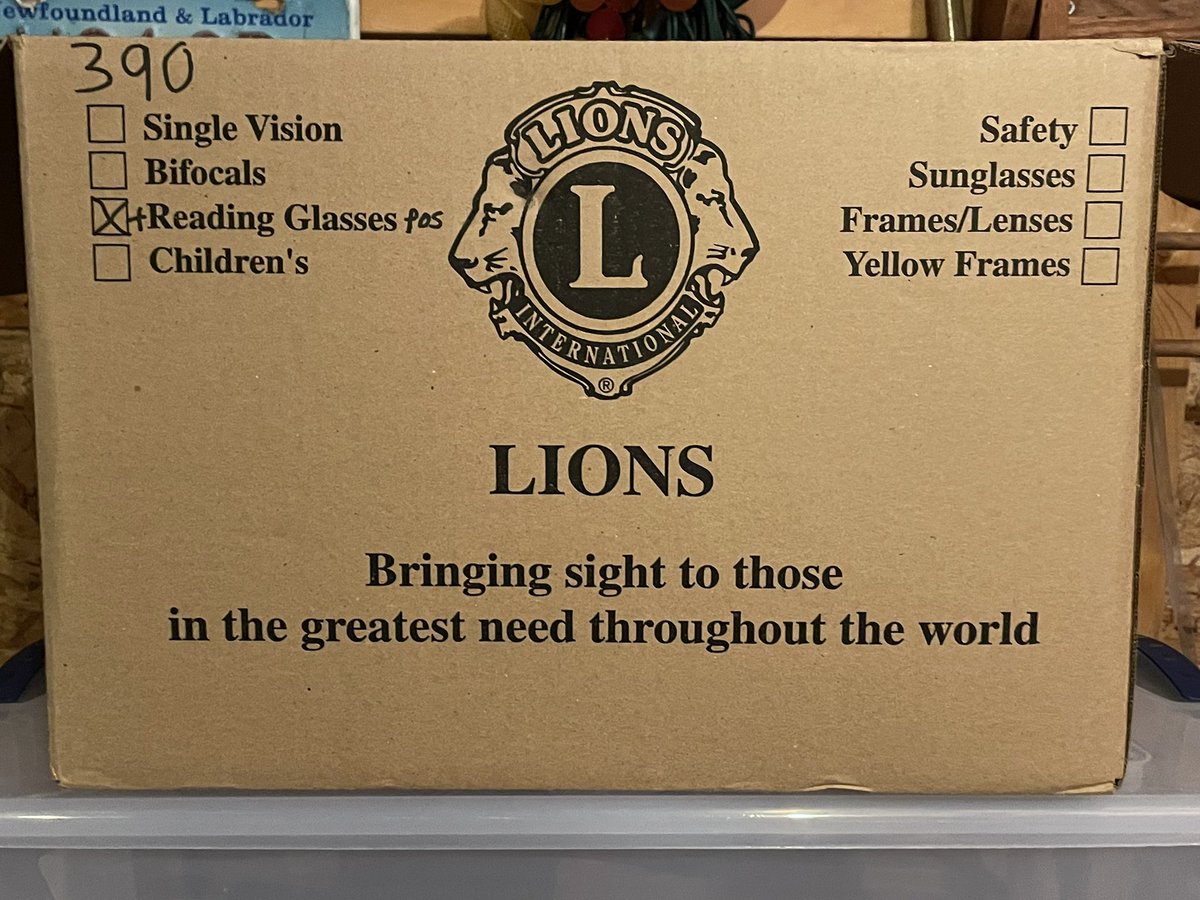 Newfoundland & Labrador
390
Single Vision
Bifocals
+Reading Glasses pos
Children's
LIONS
L
INTERNATIONAL
®
Safety
Sunglasses
Frames/Lenses
Yellow Frames
LIONS
Bringing sight to those
in the greatest need throughout the world